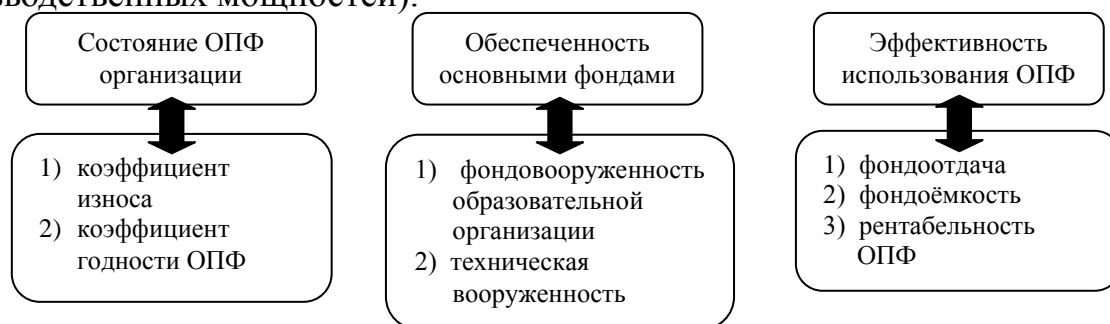 зводственных мощностей).
Состояние ОПФ
организации
Обеспеченность
основными фондами
Эффективность
использования ОПФ
1) коэффициент
износа
2) коэффициент
годности ОПФ
1) фондовооруженность
образовательной
организации
2) техническая
вооруженность
1) фондоотдача
2) фондоёмкость
3) рентабельность
ОПФ